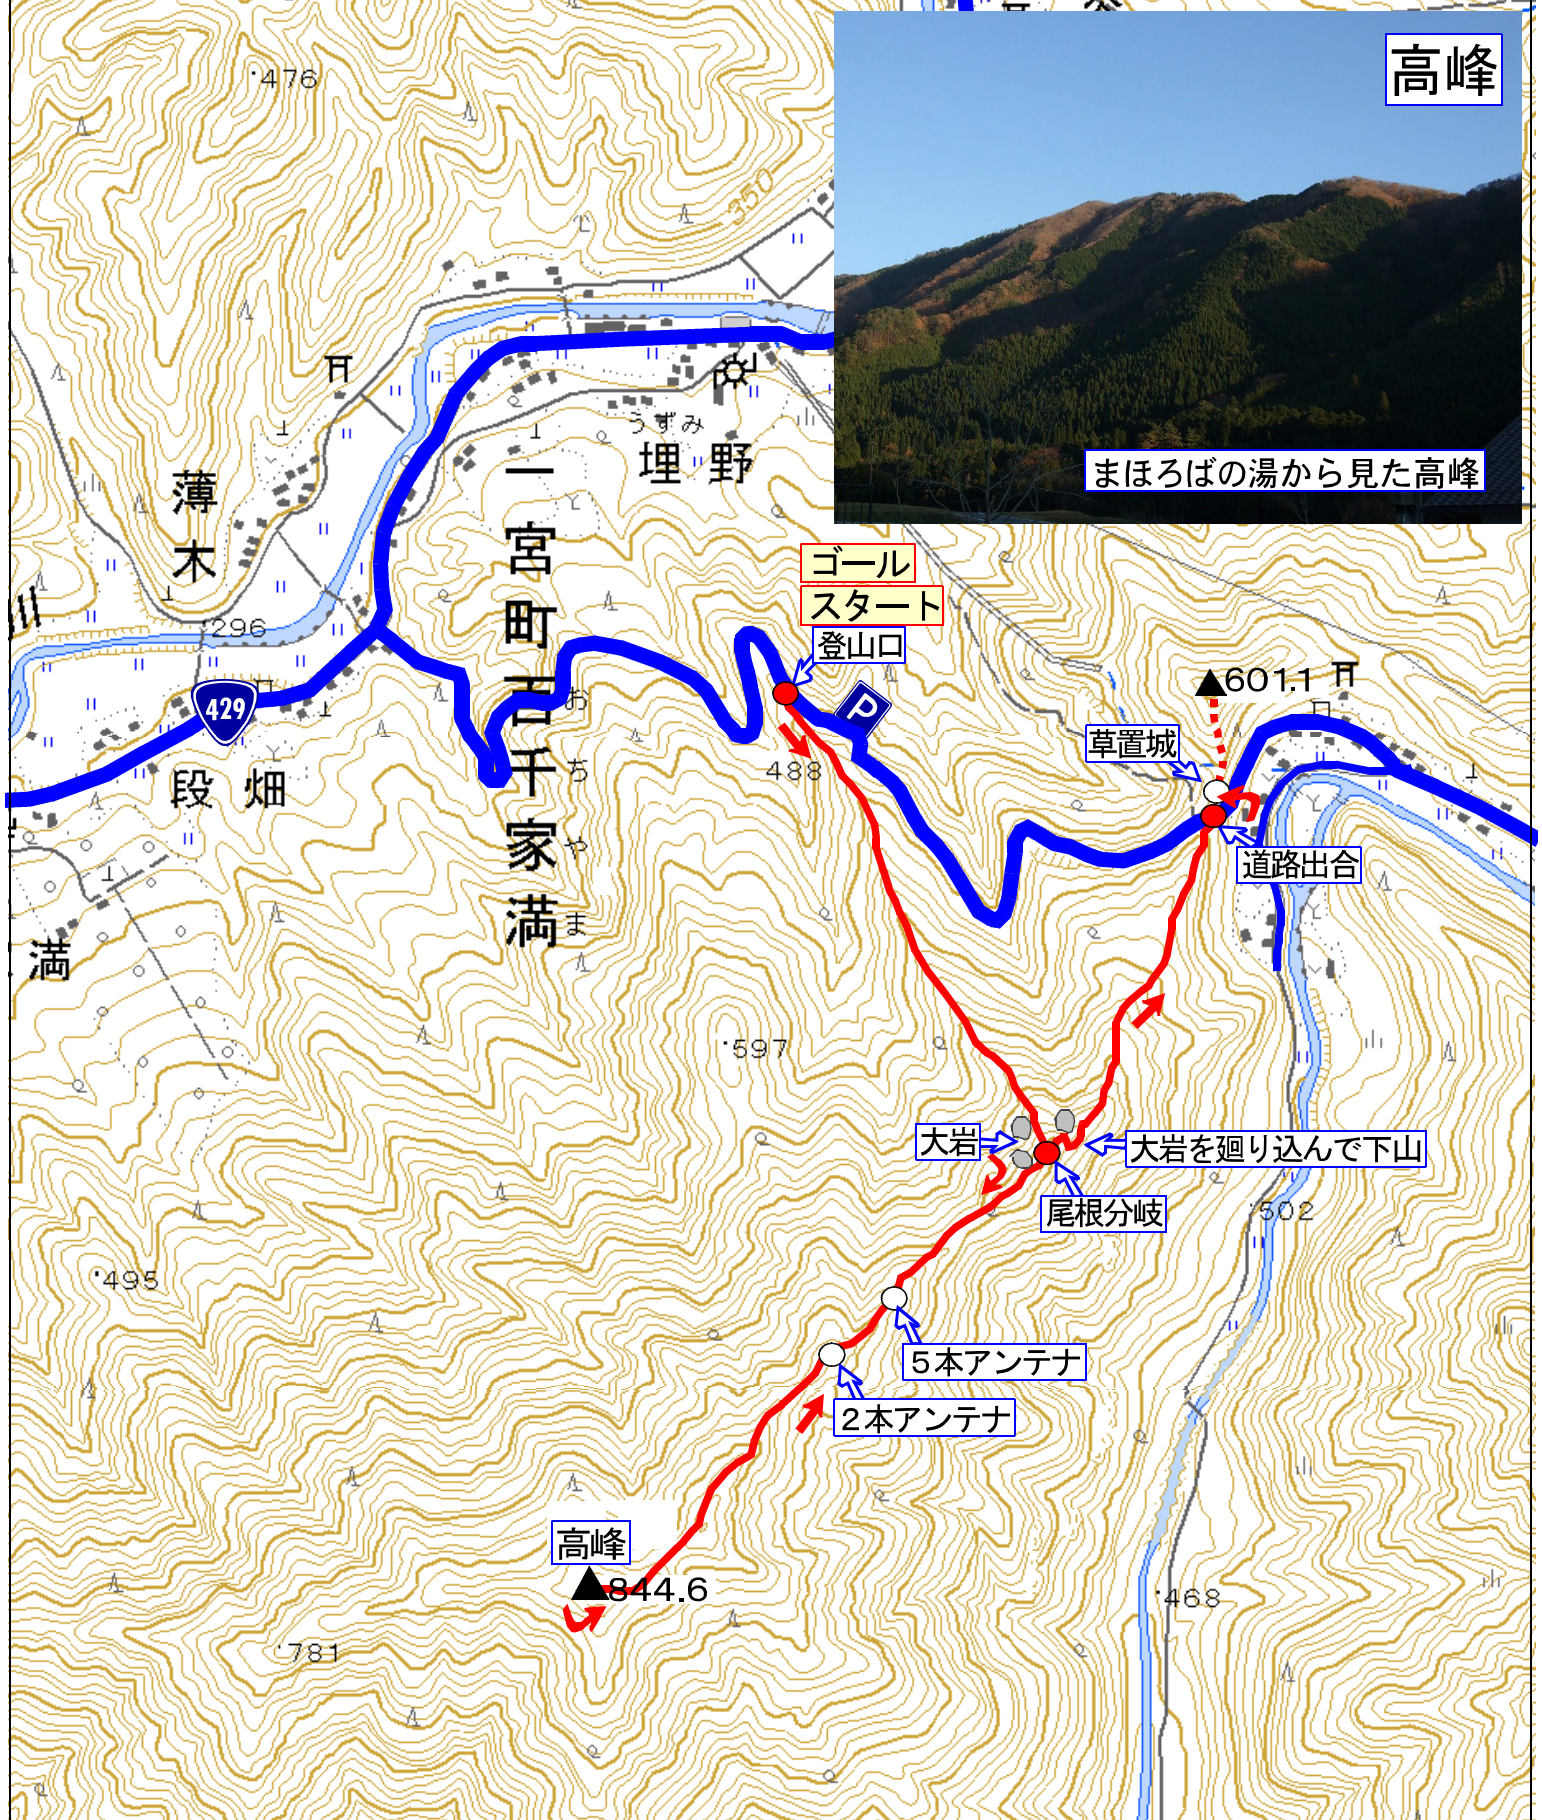 高峰
まほろばの湯から見た高峰
476
350
うずみ
埋野
薄木
一宮町百千家満
おちやま
296
429
段畑
満
ゴール
スタート
登山口
P
488
601.1
草置城
道路出合
597
大岩
大岩を廻り込んで下山
尾根分岐
502
495
5本アンテナ
2本アンテナ
高峰
844.6
781
468